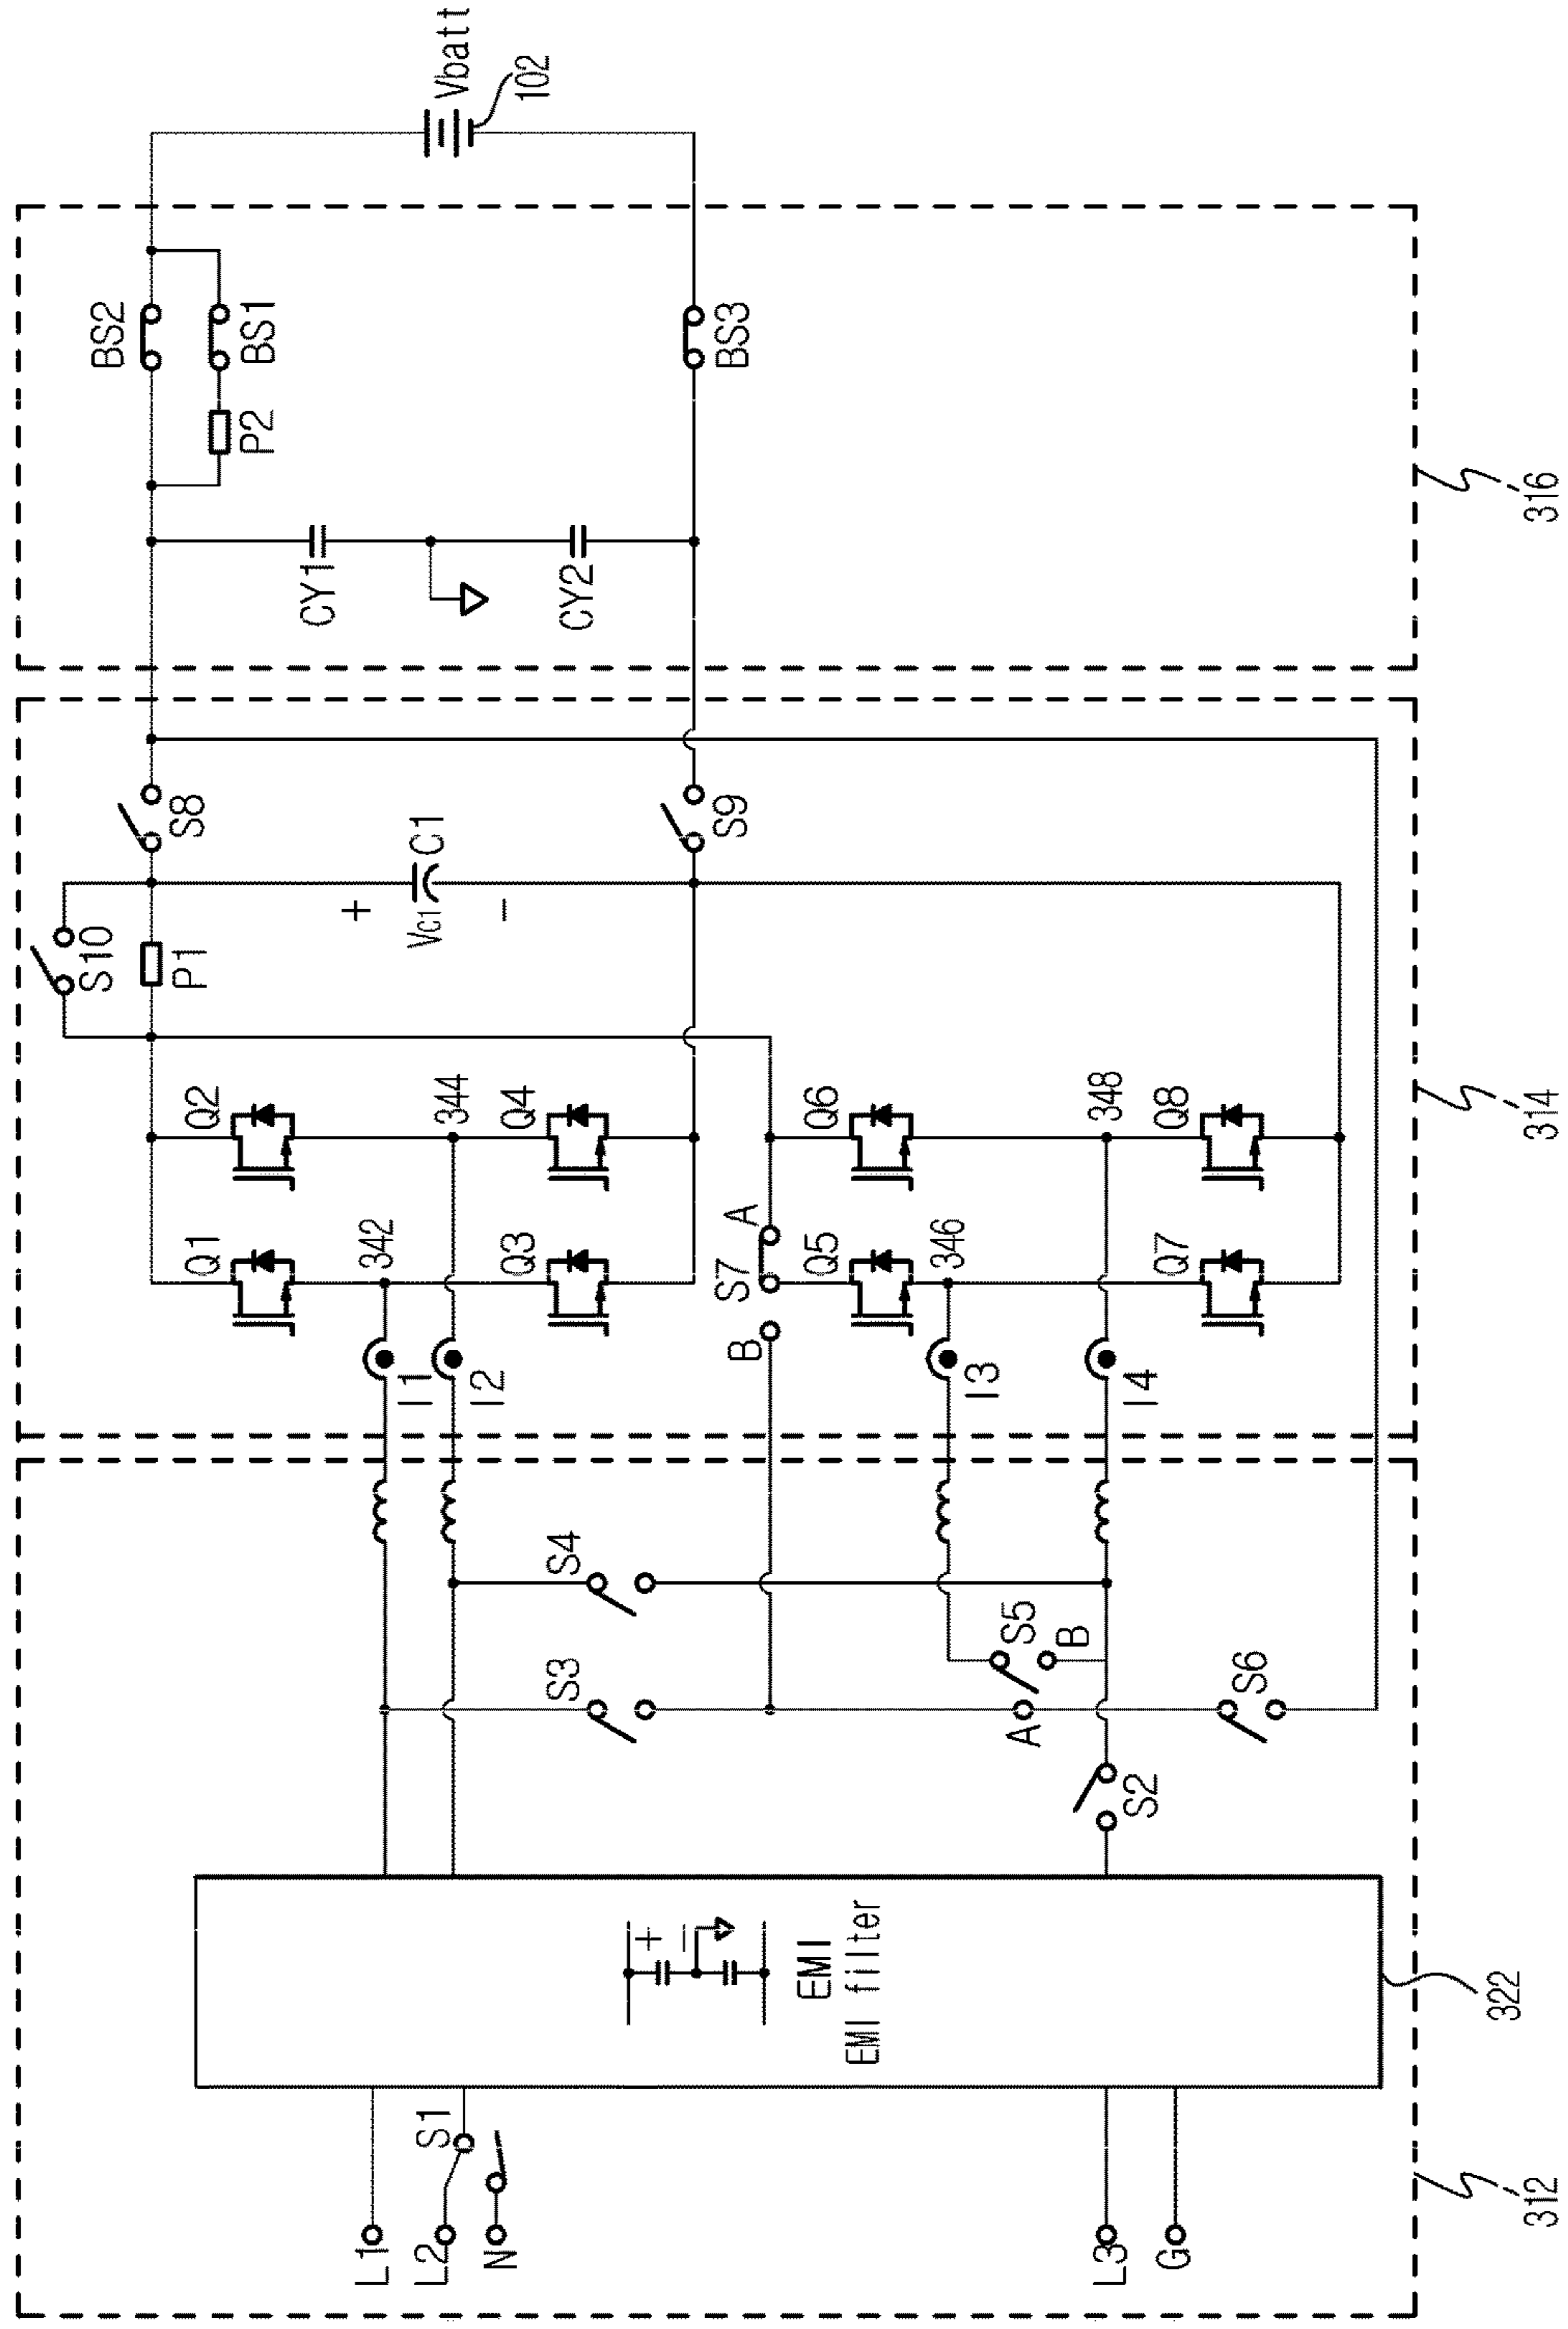 L1
L2
N
S1
L3
G
312
EMI
EMI filter
+
−
322
S2
S3
S4
S5
A
B
S6
I1
I2
I3
I4
Q1
Q2
342
344
Q3
Q4
S7
A
B
Q5
Q6
346
348
Q7
Q8
314
S10
P1
+
VC1
C1
−
S8
S9
CY1
CY2
P2
BS1
BS2
BS3
316
Vbatt
102